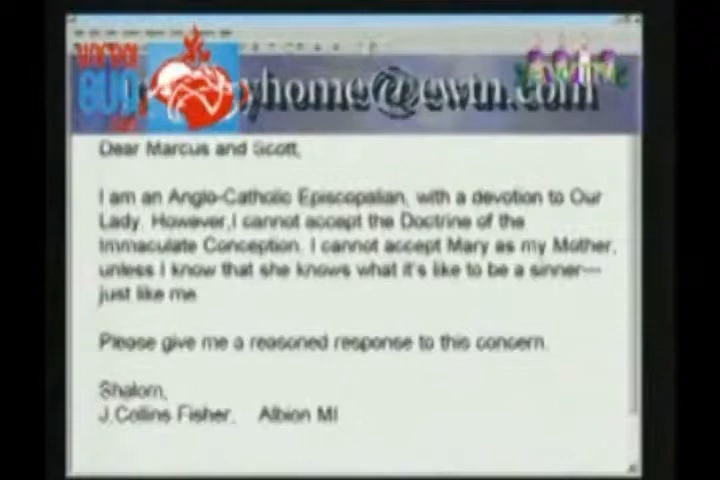 yhome@ewtn.com
Dear Marcus and Scott,
I am an Anglo-Catholic Episcopalian, with a devotion to Our
Lady. However,I cannot accept the Doctrine of the
Immaculate Conception. I cannot accept Mary as my Mother,
unless I know that she knows what it's like to be a sinner---
just like me
Please give me a reasoned response to this concern.
Shalom,
J.Collins Fisher, Albion MI